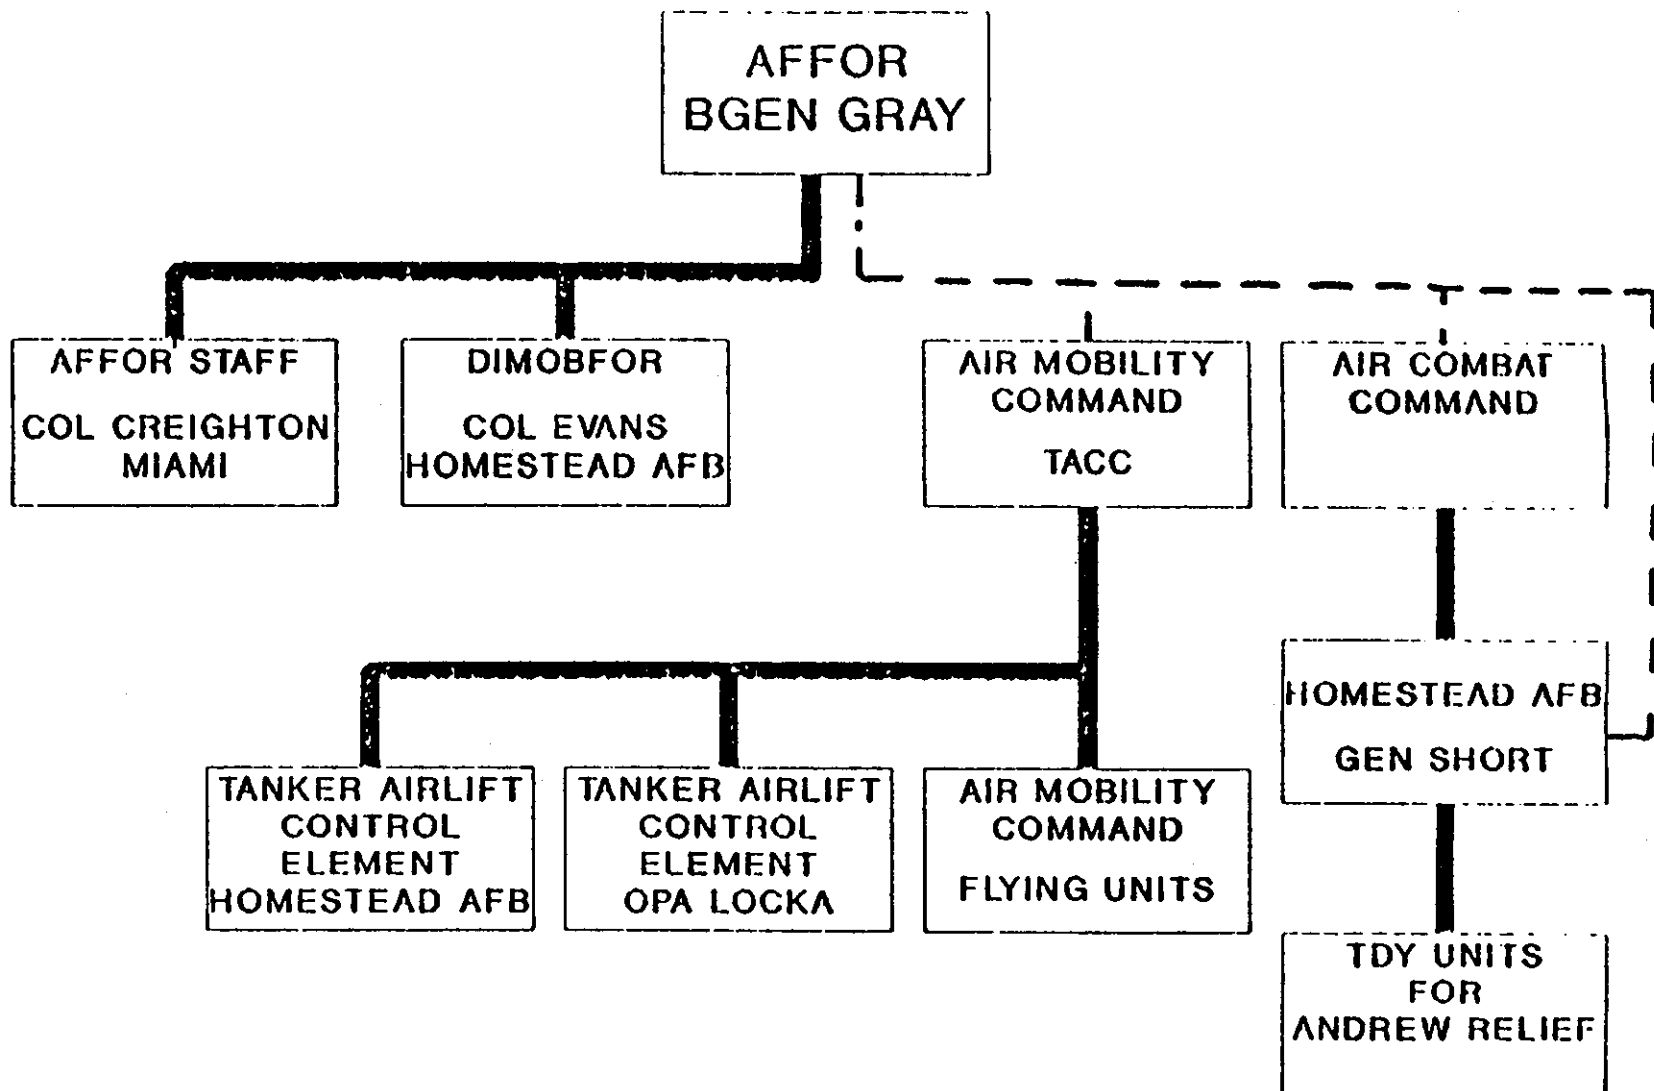 AFFOR
BGEN GRAY
AFFOR STAFF
COL CREIGHTON
MIAMI
DIMOBFOR
COL EVANS
HOMESTEAD AFB
AIR MOBILITY
COMMAND
TACC
AIR COMBAT
COMMAND
HOMESTEAD AFB
GEN SHORT
TANKER AIRLIFT
CONTROL
ELEMENT
HOMESTEAD AFB
TANKER AIRLIFT
CONTROL
ELEMENT
OPA LOCKA
AIR MOBILITY
COMMAND
FLYING UNITS
TDY UNITS
FOR
ANDREW RELIEF